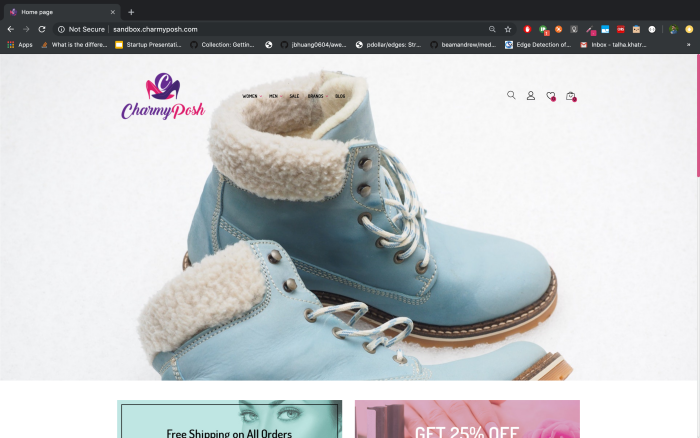 Home page
Not Secure | sandbox.charmyposh.com
Apps What is the differe... Startup Presentati... Collection: Gettin... jbhuang0604/awe... pdollar/edges: Str... beamandrew/med... Edge Detection of... Inbox - talha.khatr...
CharmyPosh
WOMEN MEN SALE BRANDS BLOG
Free Shipping on All Orders
GET 25% OFF